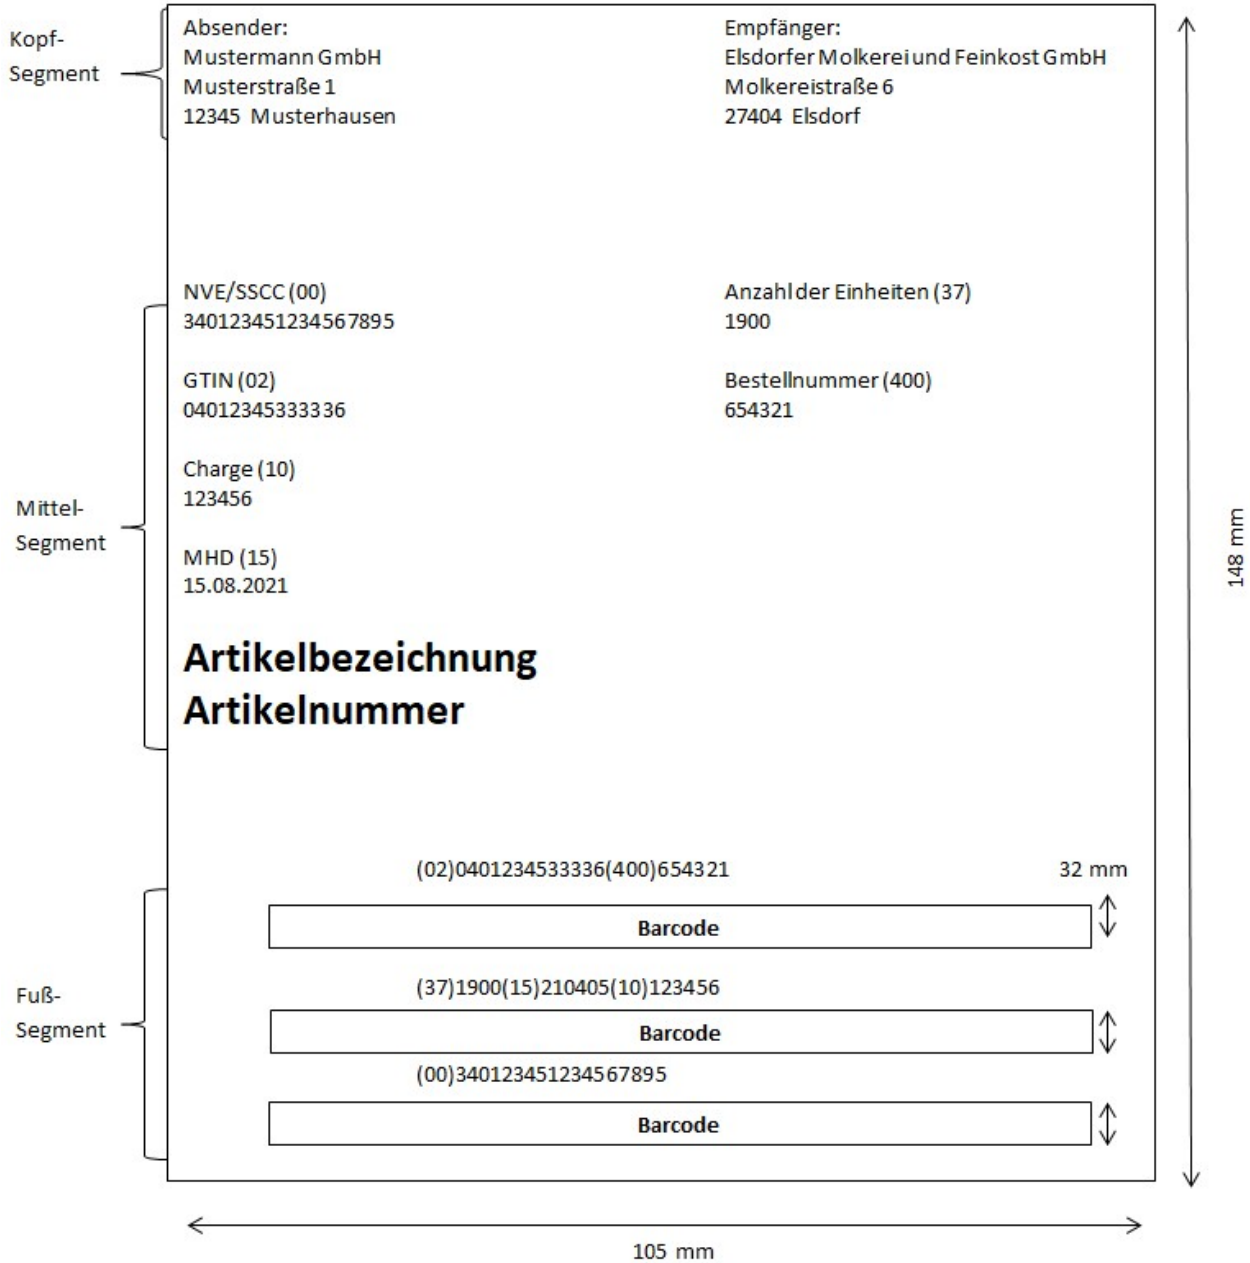 Kopf-
Segment
Absender:
Mustermann GmbH
Musterstraße 1
12345 Musterhausen
Empfänger:
Elsdorfer Molkerei und Feinkost GmbH
Molkereistraße 6
27404 Elsdorf
Mittel-
Segment
NVE/SSCC (00)
340123451234567895
Anzahl der Einheiten (37)
1900
GTIN (02)
04012345333336
Bestellnummer (400)
654321
Charge (10)
123456
MHD (15)
15.08.2021
Artikelbezeichnung
Artikelnummer
148 mm
Fuß-
Segment
(02)0401234533336(400)654321
32 mm
Barcode
(37)1900(15)210405(10)123456
Barcode
(00)340123451234567895
Barcode
105 mm